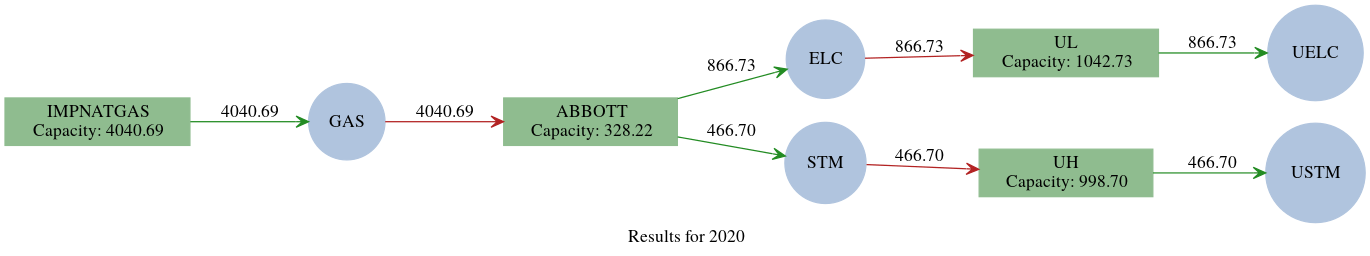 IMPNATGAS
Capacity: 4040.69
4040.69
GAS
4040.69
ABBOTT
Capacity: 328.22
866.73
466.70
ELC
866.73
UL
Capacity: 1042.73
866.73
UELC
STM
466.70
UH
Capacity: 998.70
466.70
USTM
Results for 2020